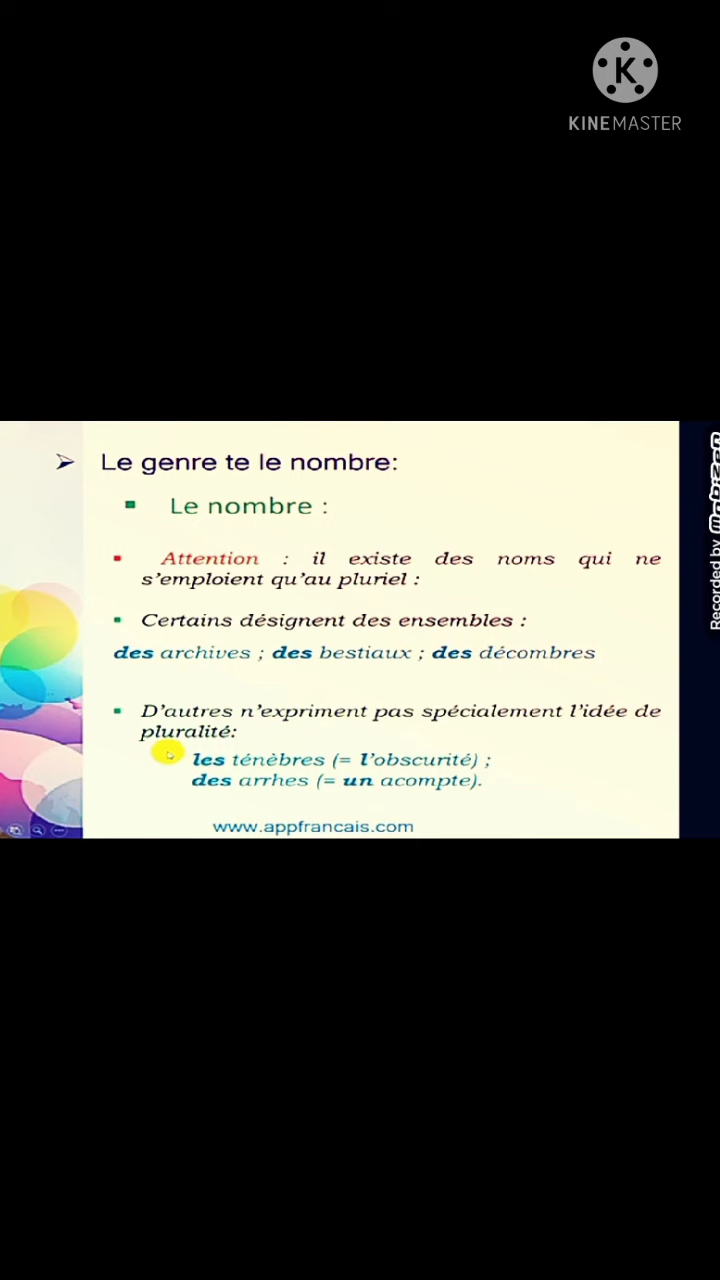 KINEMASTER
Le genre te le nombre:
Le nombre :
Attention : il existe des noms qui ne
s'emploient qu'au pluriel :
Certains désignent des ensembles :
des archives ; des bestiaux ; des décombres
D'autres n'expriment pas spécialement l'idée de
pluralité:
les ténèbres (= l'obscurité) ;
des arrhes (= un acompte).
www.appfrancais.com
Recorded by